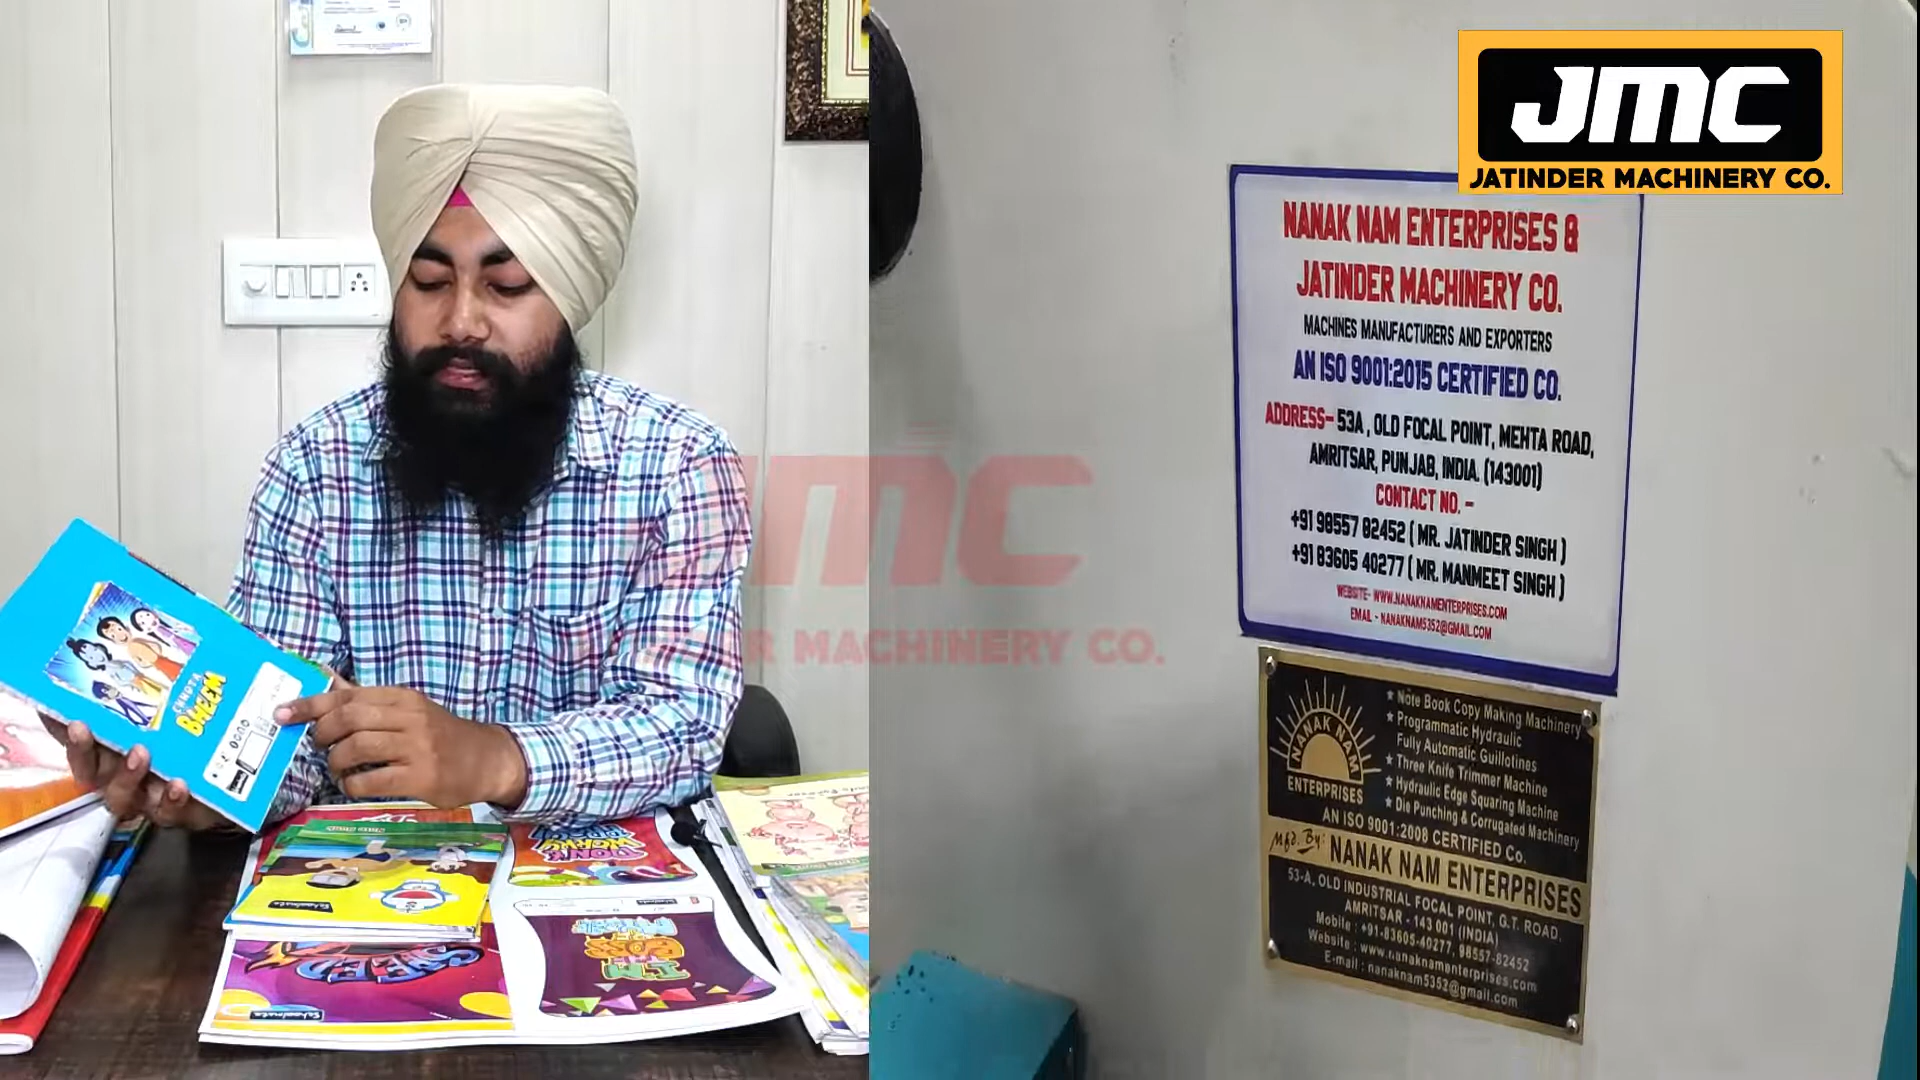 JMC
JATINDER MACHINERY CO.
NANAK NAM ENTERPRISES &
JATINDER MACHINERY CO.
MACHINES MANUFACTURERS AND EXPORTERS
AN ISO 9001:2015 CERTIFIED CO.
ADDRESS- 53A , OLD FOCAL POINT, MEHTA ROAD,
AMRITSAR, PUNJAB, INDIA. (143001)
CONTACT NO. -
+91 98557 82452 ( MR. JATINDER SINGH )
+91 83605 40277 ( MR. MANMEET SINGH )
WEBSITE- WWW.NANAKNAMENTERPRISES.COM
EMAIL - NANAKNAM5352@GMAIL.COM
NANAK NAM
ENTERPRISES
★ Note Book Copy Making Machinery
★ Programmatic Hydraulic
Fully Automatic Guillotines
★ Three Knife Trimmer Machine
★ Hydraulic Edge Squaring Machine
★ Die Punching & Corrugated Machinery
AN ISO 9001:2008 CERTIFIED Co.
Mfd. By: NANAK NAM ENTERPRISES
53-A, OLD INDUSTRIAL FOCAL POINT, G.T. ROAD,
AMRITSAR - 143 001 (INDIA)
Mobile : +91-83605-40277, 98557-82452
Website : www.nanaknamenterprises.com
E-mail : nanaknam5352@gmail.com
JMC
MACHINERY CO.
CHHOTA
BHEEM
DON'T
WORRY
I'M
SPEED
Schoolmate
Schoolmate